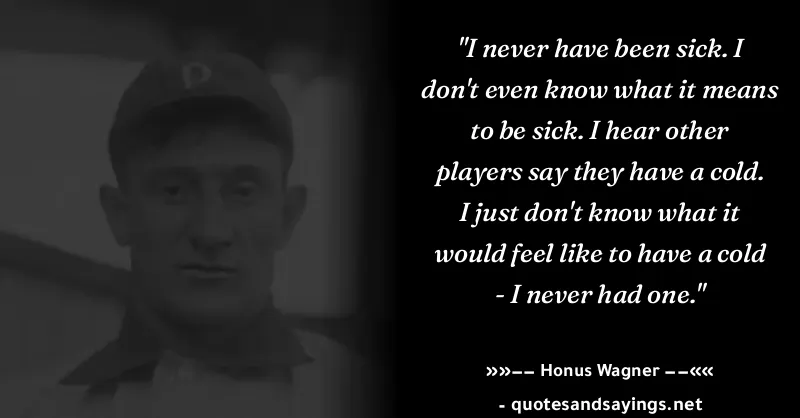 P
"I never have been sick. I
don't even know what it means
to be sick. I hear other
players say they have a cold.
I just don't know what it
would feel like to have a cold
- I never had one."
»»−− Honus Wagner −−««
- quotesandsayings.net